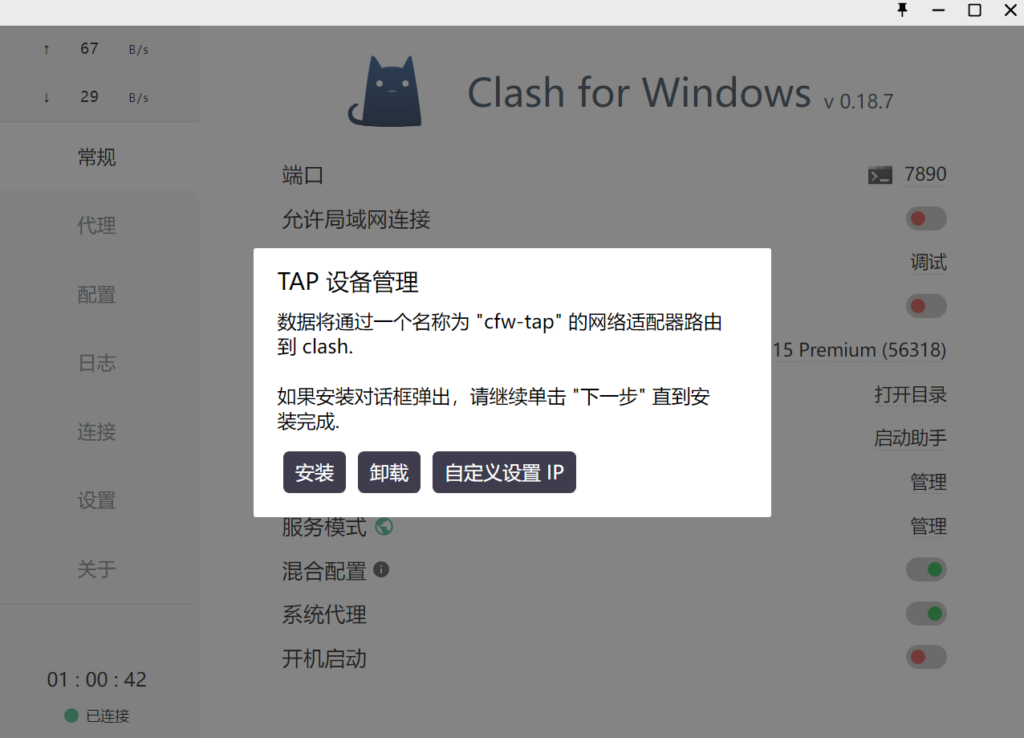 ↑ 67 B/s
↓ 29 B/s
常规
代理
配置
日志
连接
设置
关于
01 : 00 : 42
已连接
Clash for Windows v 0.18.7
端口 7890
允许局域网连接
调试
15 Premium (56318)
打开目录
启动助手
管理
TAP 设备管理
数据将通过一个名称为 "cfw-tap" 的网络适配器路由
到 clash.
如果安装对话框弹出，请继续单击 "下一步" 直到安
装完成.
安装 卸载 自定义设置 IP
服务模式 管理
混合配置
系统代理
开机启动